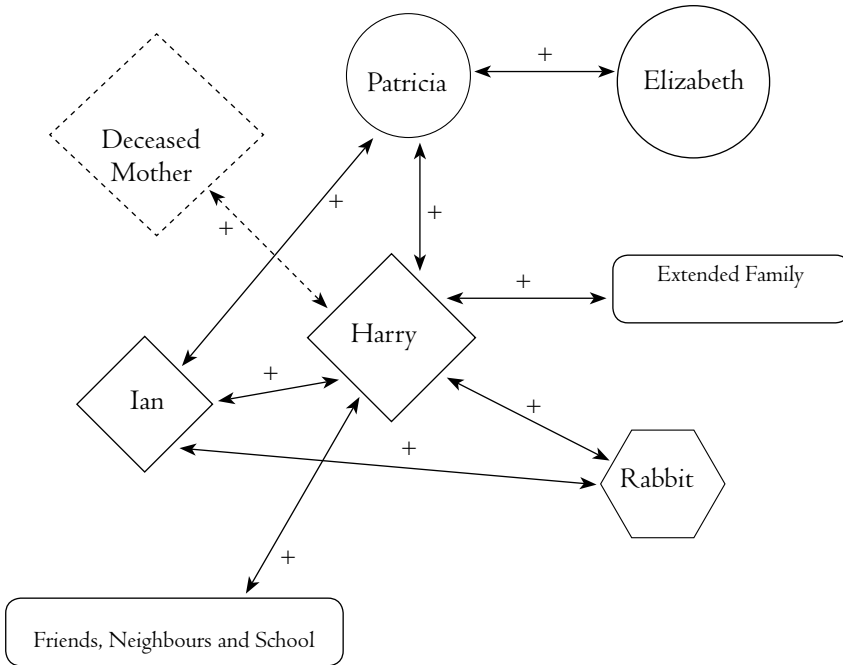 Patricia
+
Elizabeth
Deceased
Mother
+
+
+
Extended Family
+
Harry
Ian
+
+
+
Rabbit
+
Friends, Neighbours and School